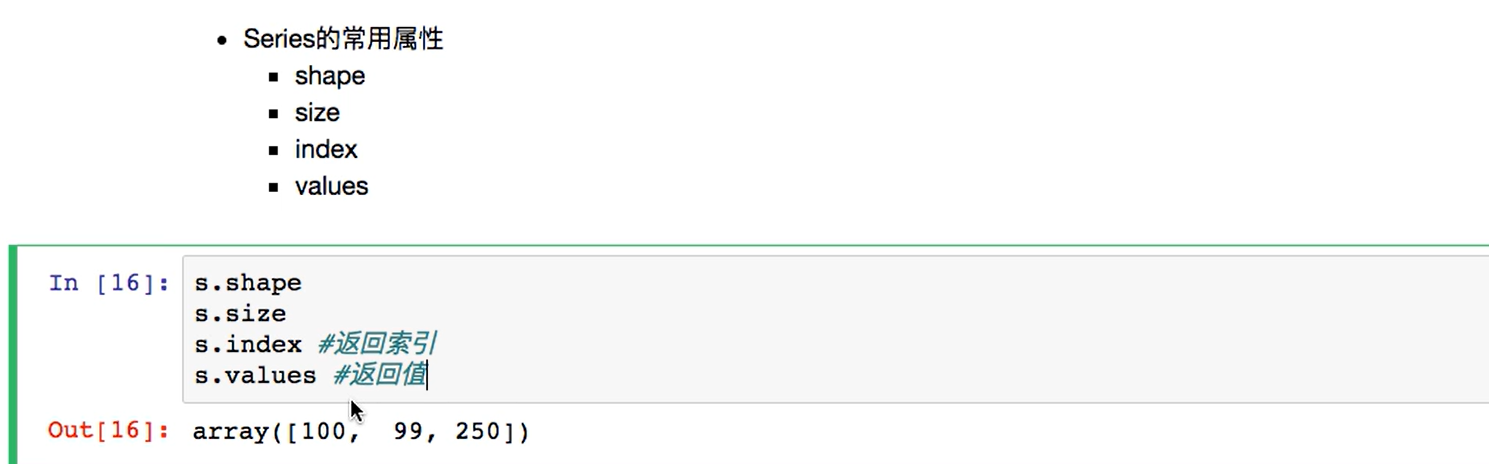 Series的常用属性
shape
size
index
values
In [16]: s.shape
s.size
s.index #返回索引
s.values #返回值
Out[16]: array([100,  99, 250])